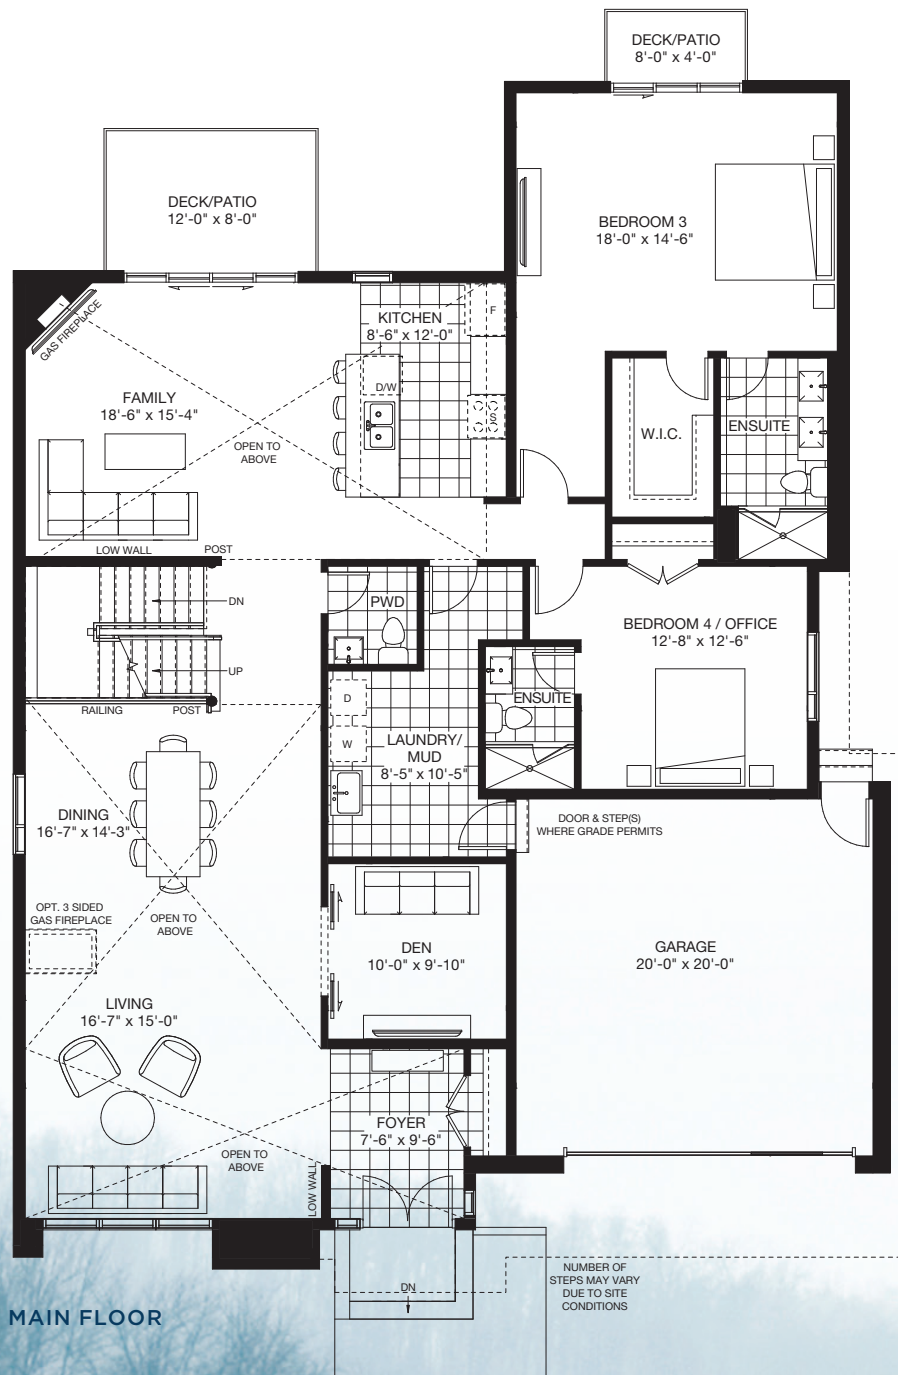 DECK/PATIO
8'-0" x 4'-0"
DECK/PATIO
12'-0" x 8'-0"
BEDROOM 3
18'-0" x 14'-6"
GAS FIREPLACE
KITCHEN
8'-6" x 12'-0"
F
D/W
S
FAMILY
18'-6" x 15'-4"
OPEN TO
ABOVE
W.I.C.
ENSUITE
LOW WALL
POST
DN
UP
RAILING
POST
PWD
BEDROOM 4 / OFFICE
12'-8" x 12'-6"
ENSUITE
D
W
LAUNDRY/
MUD
8'-5" x 10'-5"
DINING
16'-7" x 14'-3"
DOOR & STEP(S)
WHERE GRADE PERMITS
OPT. 3 SIDED
GAS FIREPLACE
OPEN TO
ABOVE
DEN
10'-0" x 9'-10"
GARAGE
20'-0" x 20'-0"
LIVING
16'-7" x 15'-0"
FOYER
7'-6" x 9'-6"
OPEN TO
ABOVE
LOW WALL
DN
NUMBER OF
STEPS MAY VARY
DUE TO SITE
CONDITIONS
MAIN FLOOR